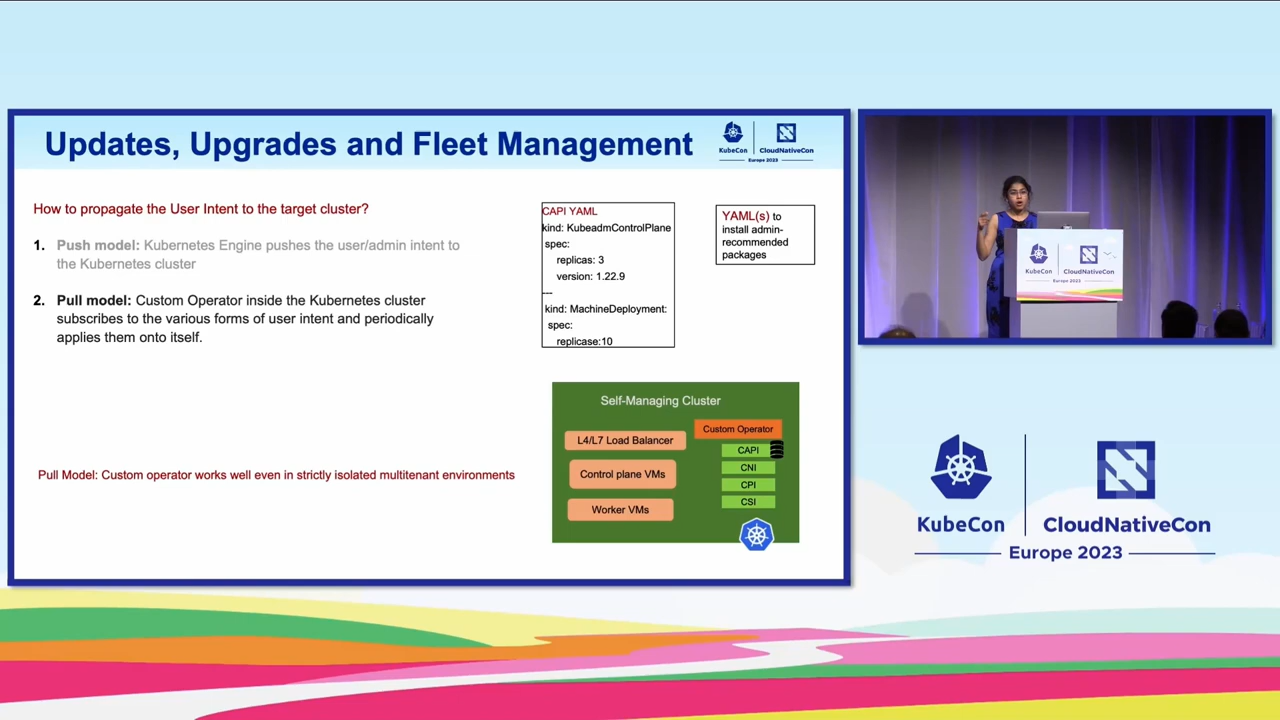 Updates, Upgrades and Fleet Management
KubeCon
CloudNativeCon
Europe 2023
How to propagate the User Intent to the target cluster?
1. Push model: Kubernetes Engine pushes the user/admin intent to
the Kubernetes cluster
2. Pull model: Custom Operator inside the Kubernetes cluster
subscribes to the various forms of user intent and periodically
applies them onto itself.
Pull Model: Custom operator works well even in strictly isolated multitenant environments
CAPI YAML
kind: KubeadmControlPlane
spec:
replicas: 3
version: 1.22.9
---
kind: MachineDeployment:
spec:
replicase:10
YAML(s) to
install admin-
recommended
packages
Self-Managing Cluster
L4/L7 Load Balancer
Control plane VMs
Worker VMs
Custom Operator
CAPI
CNI
CPI
CSI
KubeCon
CloudNativeCon
Europe 2023
KubeCon
CloudNativeCon
Europe 2023